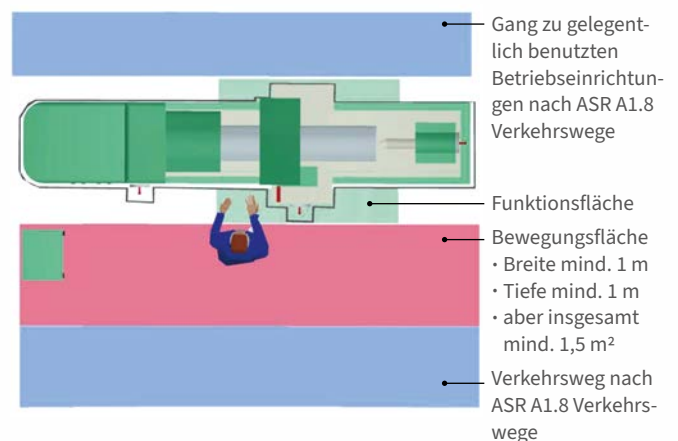 Gang zu gelegent-
lich benutzten
Betriebseinrichtun-
gen nach ASR A1.8
Verkehrswege
Funktionsfläche
Bewegungsfläche
· Breite mind. 1 m
· Tiefe mind. 1 m
· aber insgesamt
mind. 1,5 m²
Verkehrsweg nach
ASR A1.8 Verkehrs-
wege